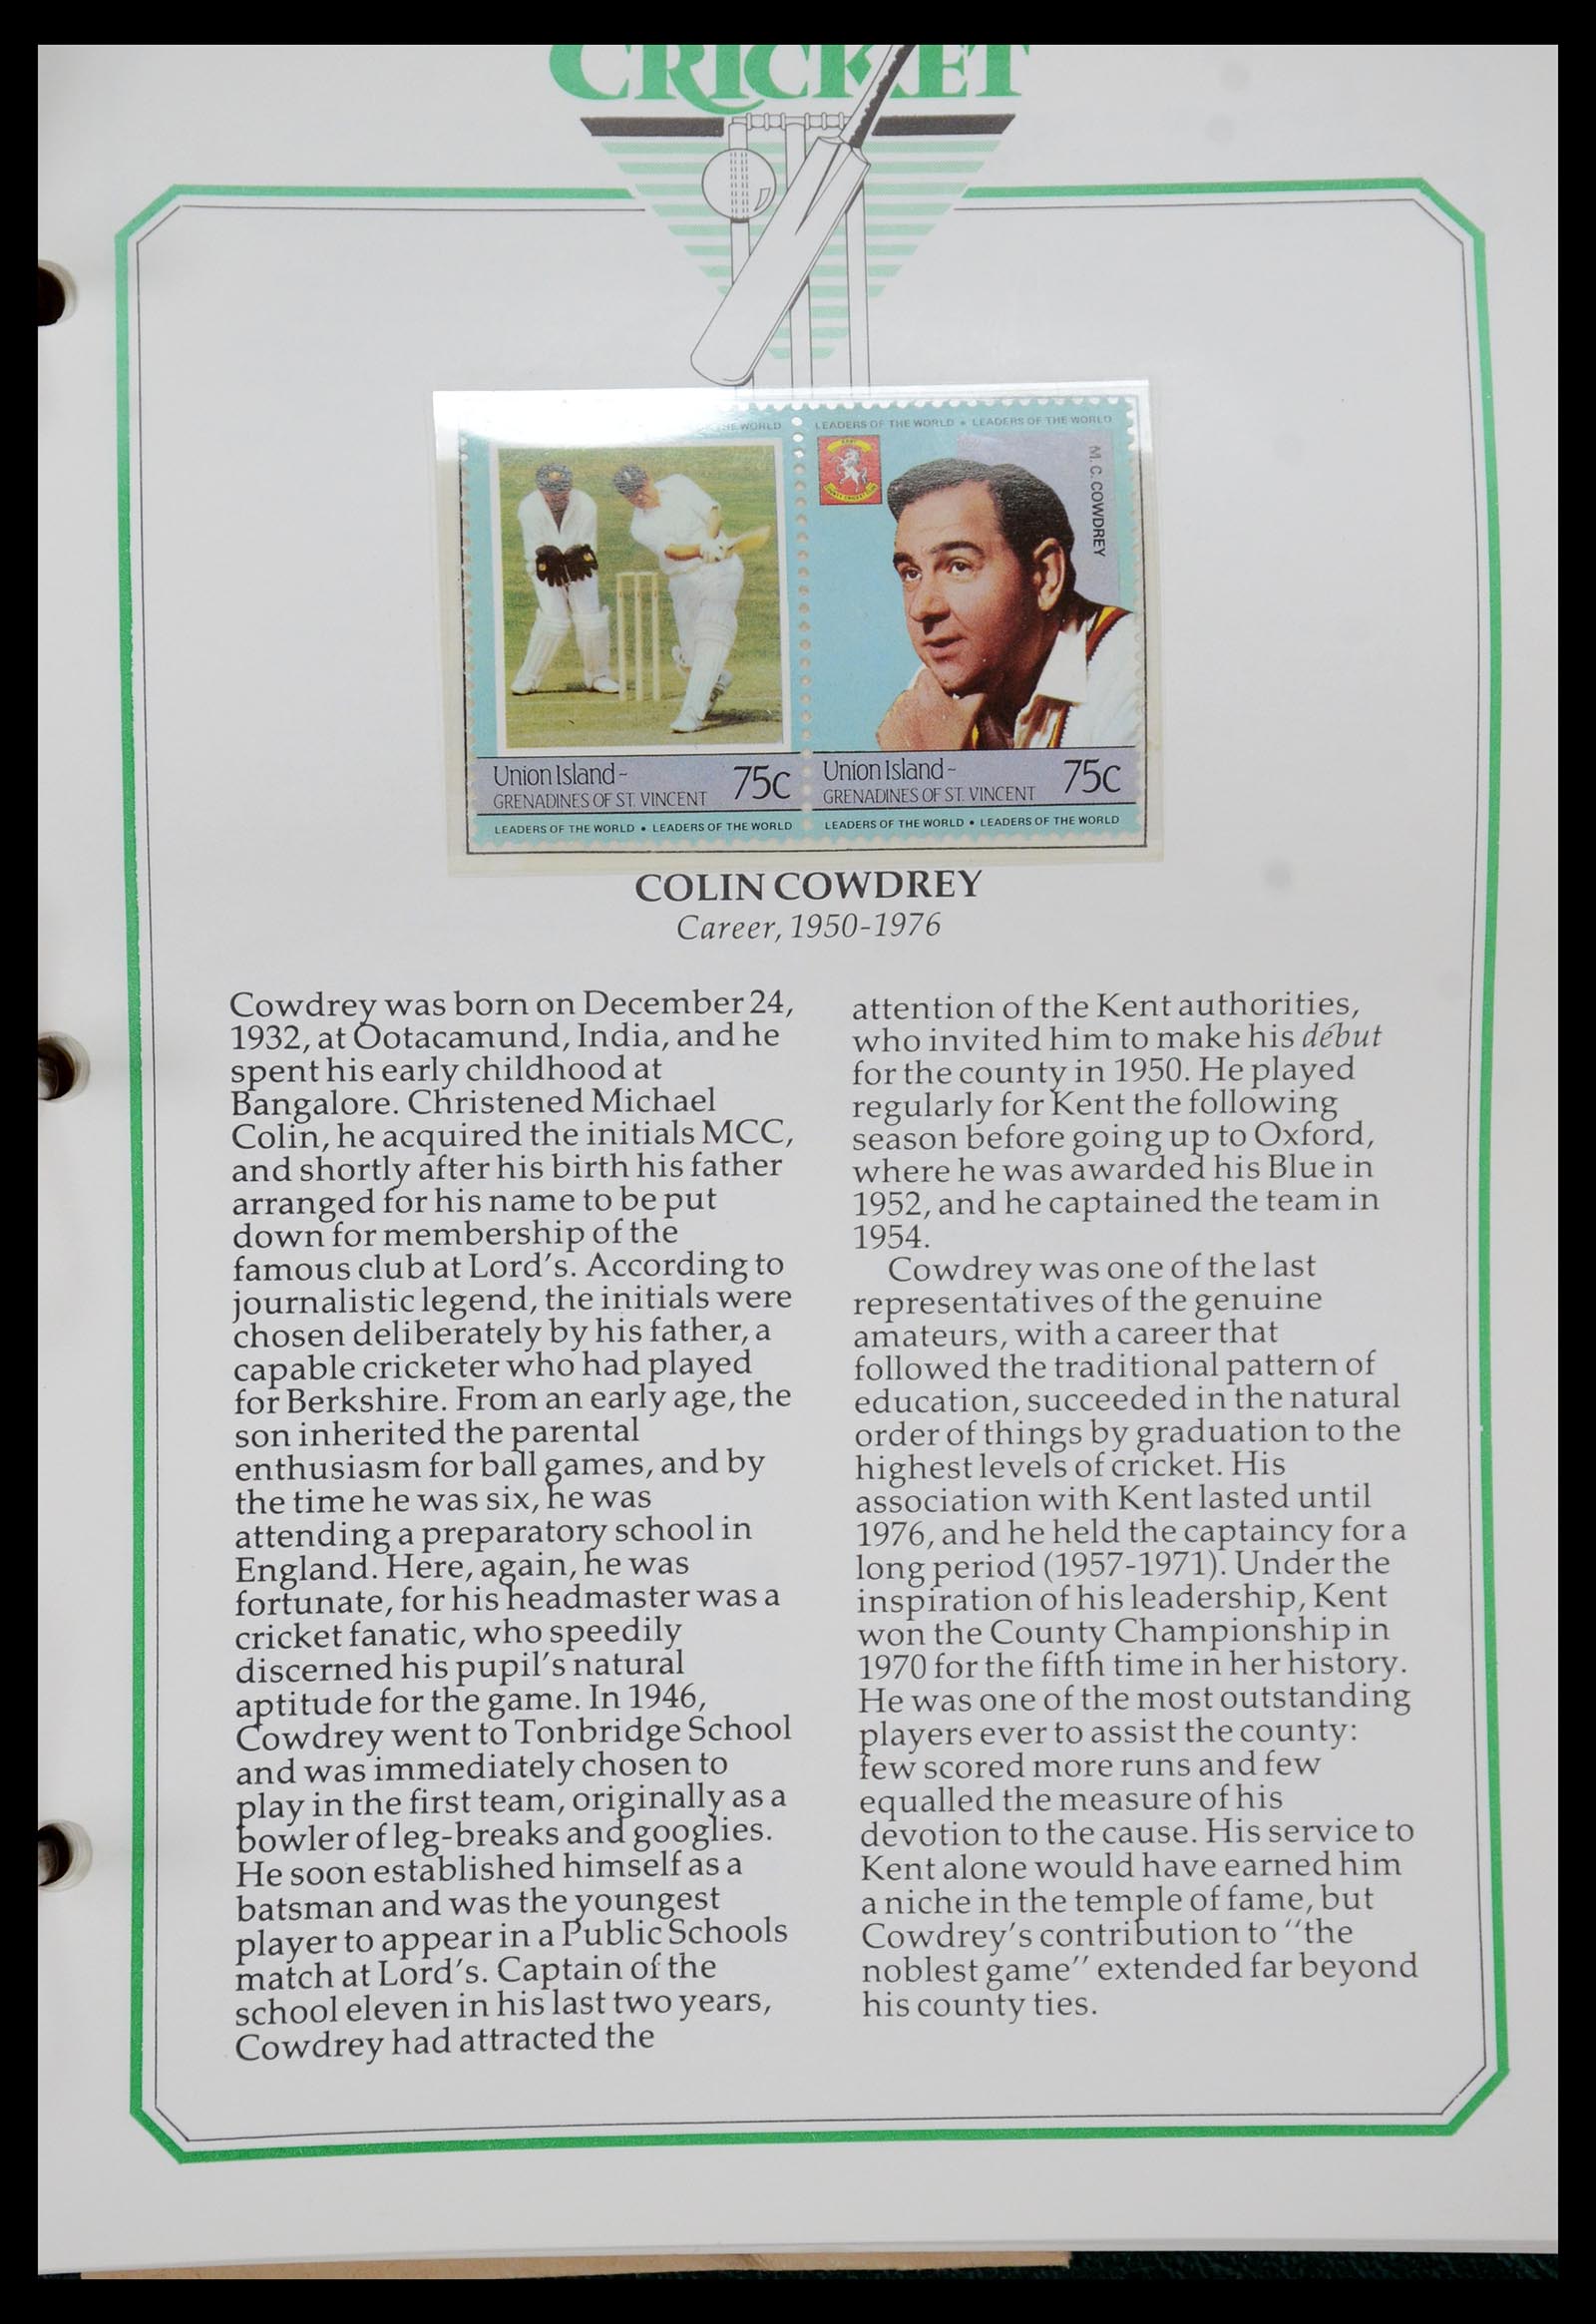 CRICKET
THE WORLD
LEADERS OF THE WORLD • LEADERS OF THE WORLD
M. C. COWDREY
Union Island -
GRENADINES OF ST. VINCENT
75c
Union Island -
GRENADINES OF ST. VINCENT
75c
LEADERS OF THE WORLD • LEADERS OF THE WORLD
LEADERS OF THE WORLD • LEADERS OF THE WORLD
COLIN COWDREY
Career, 1950-1976
Cowdrey was born on December 24,
1932, at Ootacamund, India, and he
spent his early childhood at
Bangalore. Christened Michael
Colin, he acquired the initials MCC,
and shortly after his birth his father
arranged for his name to be put
down for membership of the
famous club at Lord's. According to
journalistic legend, the initials were
chosen deliberately by his father, a
capable cricketer who had played
for Berkshire. From an early age, the
son inherited the parental
enthusiasm for ball games, and by
the time he was six, he was
attending a preparatory school in
England. Here, again, he was
fortunate, for his headmaster was a
cricket fanatic, who speedily
discerned his pupil's natural
aptitude for the game. In 1946,
Cowdrey went to Tonbridge School
and was immediately chosen to
play in the first team, originally as a
bowler of leg-breaks and googlies.
He soon established himself as a
batsman and was the youngest
player to appear in a Public Schools
match at Lord's. Captain of the
school eleven in his last two years,
Cowdrey had attracted the
attention of the Kent authorities,
who invited him to make his début
for the county in 1950. He played
regularly for Kent the following
season before going up to Oxford,
where he was awarded his Blue in
1952, and he captained the team in
1954.
Cowdrey was one of the last
representatives of the genuine
amateurs, with a career that
followed the traditional pattern of
education, succeeded in the natural
order of things by graduation to the
highest levels of cricket. His
association with Kent lasted until
1976, and he held the captaincy for a
long period (1957-1971). Under the
inspiration of his leadership, Kent
won the County Championship in
1970 for the fifth time in her history.
He was one of the most outstanding
players ever to assist the county:
few scored more runs and few
equalled the measure of his
devotion to the cause. His service to
Kent alone would have earned him
a niche in the temple of fame, but
Cowdrey's contribution to "the
noblest game" extended far beyond
his county ties.